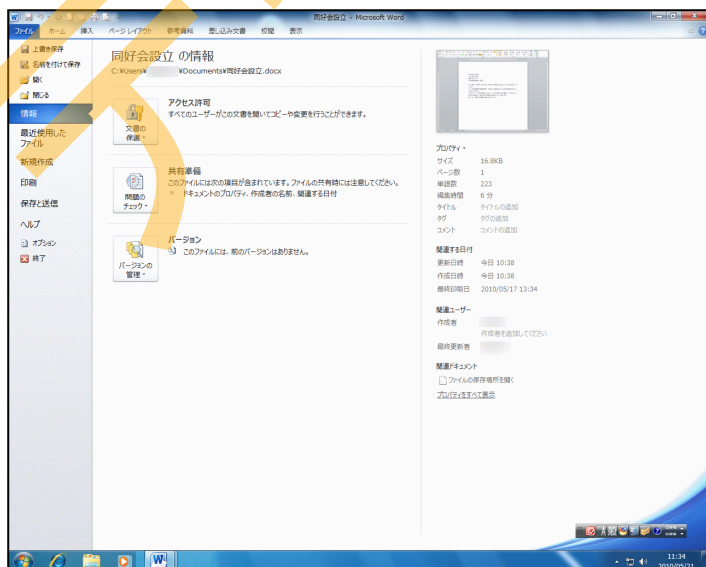 同好会設立 - Microsoft Word
ファイル ホーム 挿入 ページ レイアウト 参考資料 差し込み文書 校閲 表示
上書き保存
名前を付けて保存
開く
閉じる
情報
最近使用した
ファイル
新規作成
印刷
保存と送信
ヘルプ
オプション
終了
同好会設立 の情報
C:¥Users¥ ¥Documents¥同好会設立.docx
文書の
保護
アクセス許可
すべてのユーザーがこの文書を開いてコピーや変更を行うことができます。
問題の
チェック
共有準備
このファイルには次の項目が含まれています。ファイルの共有時には注意してください。
ドキュメントのプロパティ、作成者の名前、関連する日付
バージョンの
管理
バージョン
このファイルには、前のバージョンはありません。
プロパティ
サイズ 16.8KB
ページ数 1
単語数 223
編集時間 6 分
タイトル タイトルの追加
タグ タグの追加
コメント コメントの追加
関連する日付
更新日時 今日 10:38
作成日時 今日 10:38
最終印刷日 2010/05/17 13:34
関連ユーザー
作成者
作成者を追加してください
最終更新者
関連ドキュメント
ファイルの保存場所を開く
プロパティをすべて表示
A 般
CAPS
KANA
11:34
2010/05/21